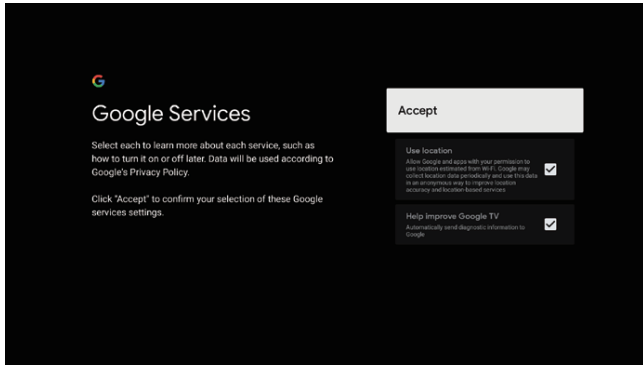 Google Services
Select each to learn more about each service, such as
how to turn it on or off later. Data will be used according to
Google's Privacy Policy.
Click "Accept" to confirm your selection of these Google
services settings.
Accept
Use location
Allow Google and apps with your permission to
use location estimated from Wi-Fi. Google may
collect location data periodically and use this data
in an anonymous way to improve location
accuracy and location-based services
Help Improve Google TV
Automatically send diagnostic information to
Google